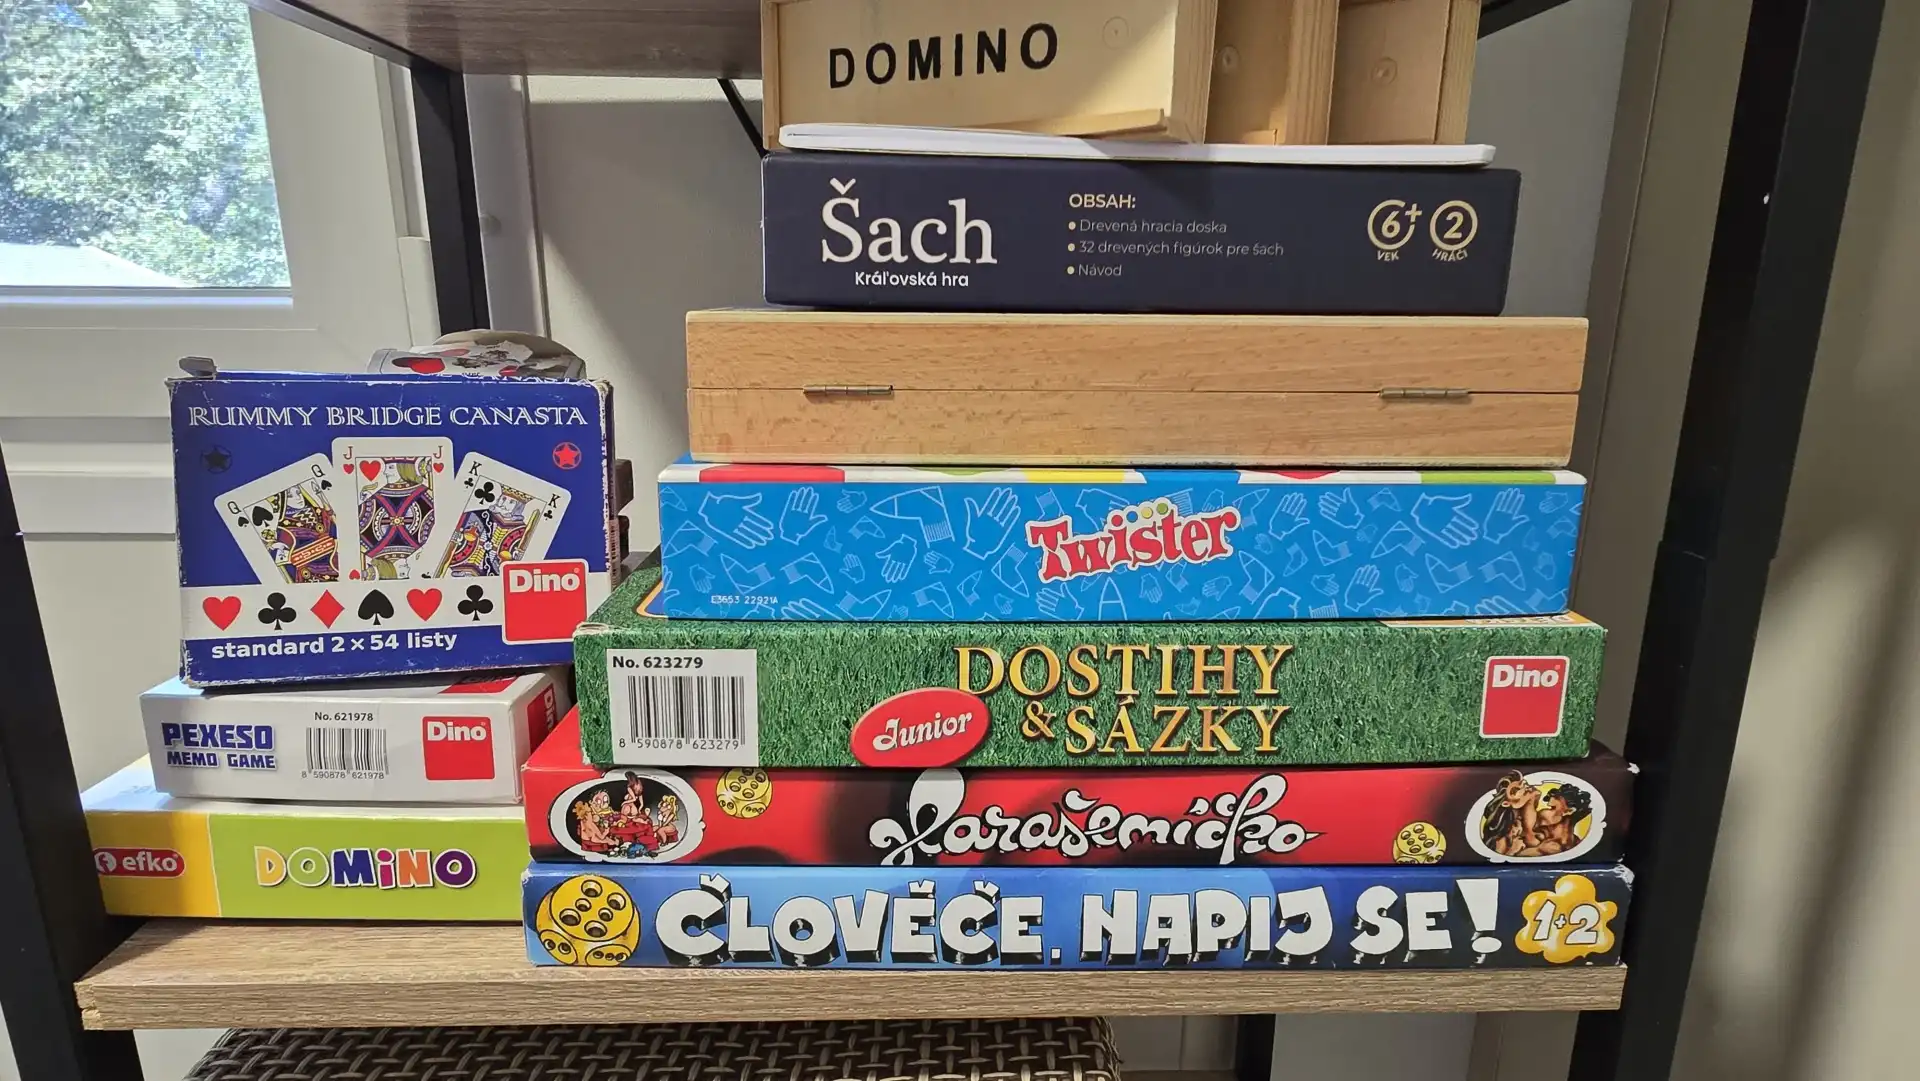 DOMINO
Šach
Kráľovská hra
OBSAH:
• Drevená hracia doska
• 32 drevených figúrok pre šach
• Návod
6+
VEK
2
HRÁČI
Twister
E3653 22921A
No. 623279
8 590878 623279
DOSTIHY
& SÁZKY
Junior
Dino
Harašemíčko
ČLOVĚČE, NAPIJ SE!
1+2
RUMMY BRIDGE CANASTA
Q
Q
J
J
K
K
Dino
standard 2 x 54 listy
PEXESO
MEMO GAME
No. 621978
8 590878 621978
Dino
efko
DOMINO